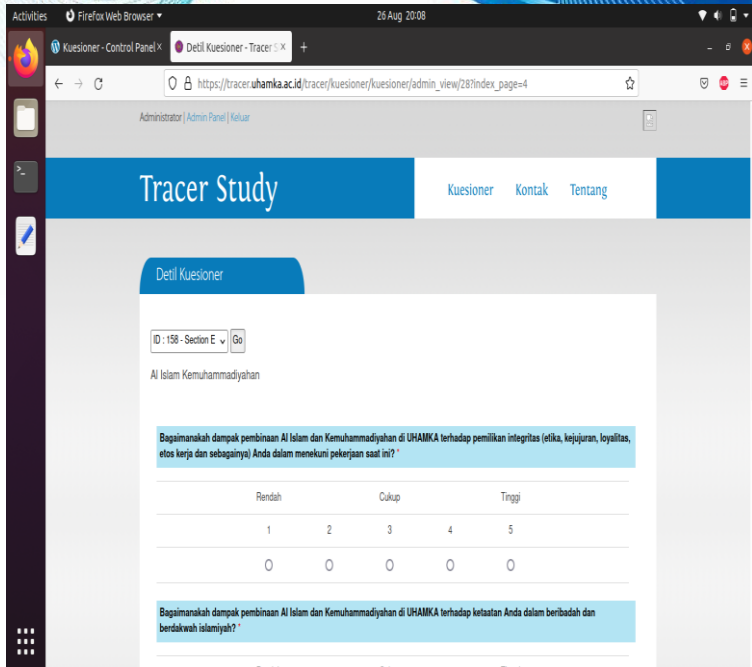 Activities Firefox Web Browser 26 Aug 20:08
Kuesioner - Control Panel Detil Kuesioner - Tracer S
https://tracer.uhamka.ac.id/tracer/kuesioner/kuesioner/admin_view/28?index_page=4
Administrator | Admin Panel | Keluar
Tracer Study
Kuesioner Kontak Tentang
Detil Kuesioner
ID : 158 - Section E Go
Al Islam Kemuhammadiyahan
Bagaimanakah dampak pembinaan Al Islam dan Kemuhammadiyahan di UHAMKA terhadap pemilikan integritas (etika, kejujuran, loyalitas,
etos kerja dan sebagainya) Anda dalam menekuni pekerjaan saat ini? *
Rendah Cukup Tinggi
1 2 3 4 5
Bagaimanakah dampak pembinaan Al Islam dan Kemuhammadiyahan di UHAMKA terhadap ketaatan Anda dalam beribadah dan
berdakwah islamiyah? *